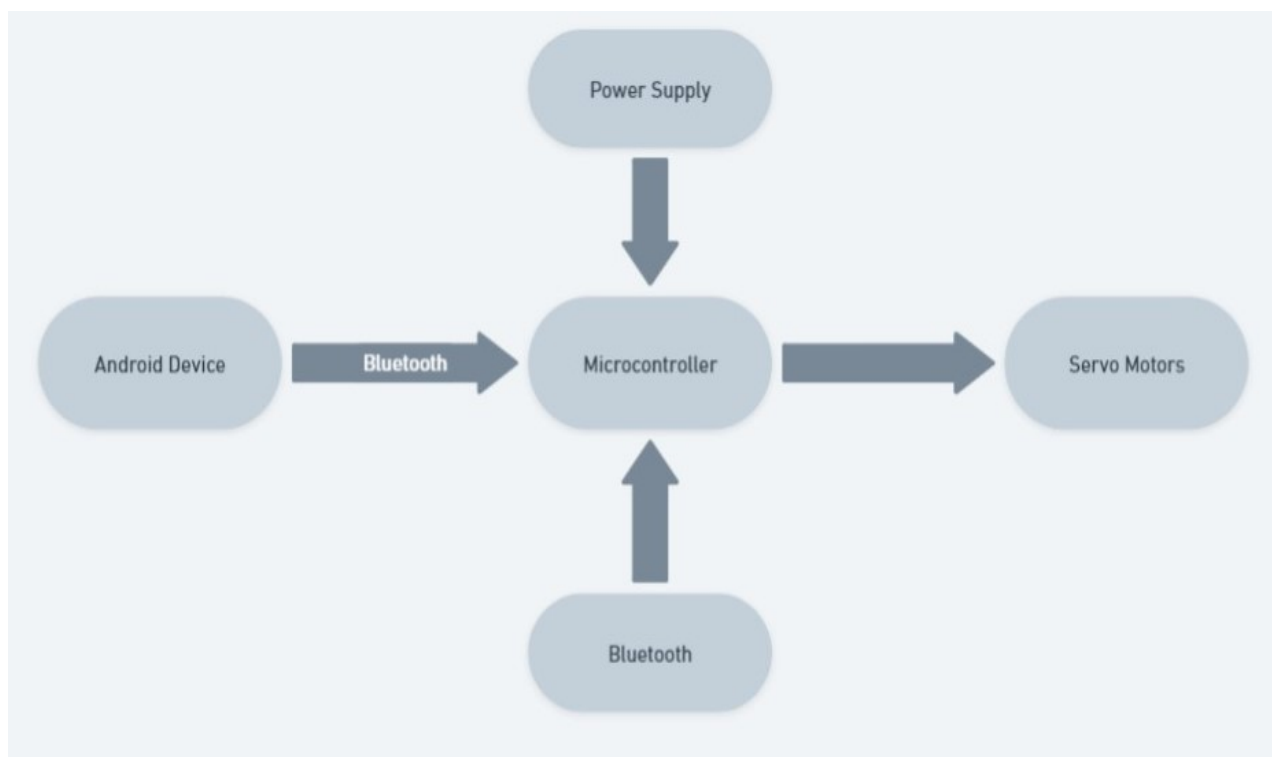 Power Supply
Android Device
Bluetooth
Microcontroller
Servo Motors
Bluetooth